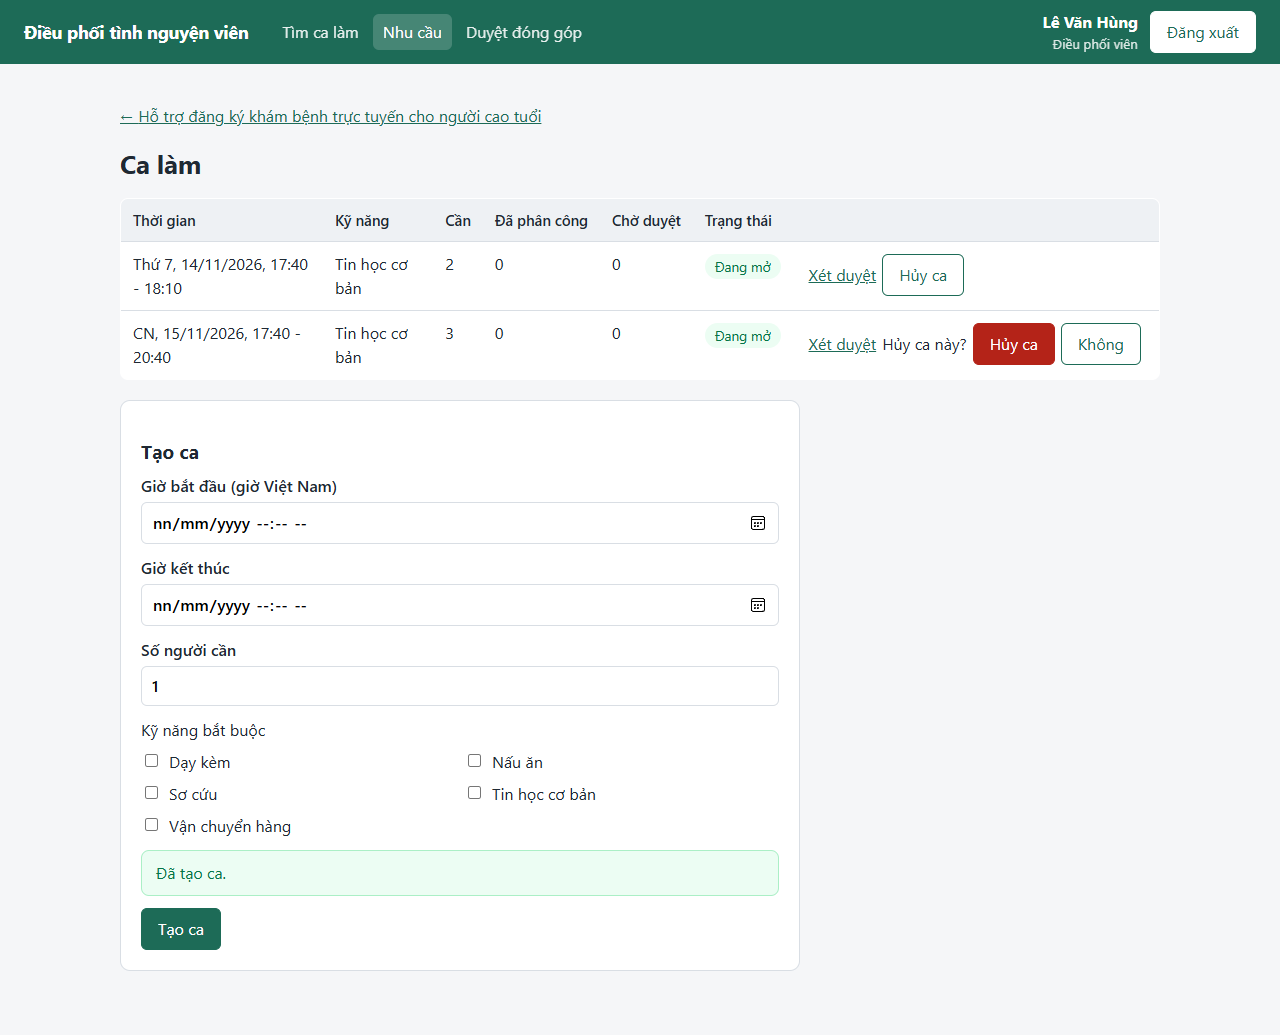 Điều phối tình nguyện viên
Tìm ca làm
Nhu cầu
Duyệt đóng góp
Lê Văn Hùng
Điều phối viên
Đăng xuất
← Hỗ trợ đăng ký khám bệnh trực tuyến cho người cao tuổi
Ca làm
Thời gian Kỹ năng Cần Đã phân công Chờ duyệt Trạng thái
Thứ 7, 14/11/2026, 17:40 Tin học cơ 2 0 0 Đang mở Xét duyệt Hủy ca
- 18:10 bản
CN, 15/11/2026, 17:40 - Tin học cơ 3 0 0 Đang mở Xét duyệt Hủy ca này? Hủy ca Không
20:40 bản
Tạo ca
Giờ bắt đầu (giờ Việt Nam)
nn/mm/yyyy --:-- --
Giờ kết thúc
nn/mm/yyyy --:-- --
Số người cần
1
Kỹ năng bắt buộc
Dạy kèm Nấu ăn
Sơ cứu Tin học cơ bản
Vận chuyển hàng
Đã tạo ca.
Tạo ca